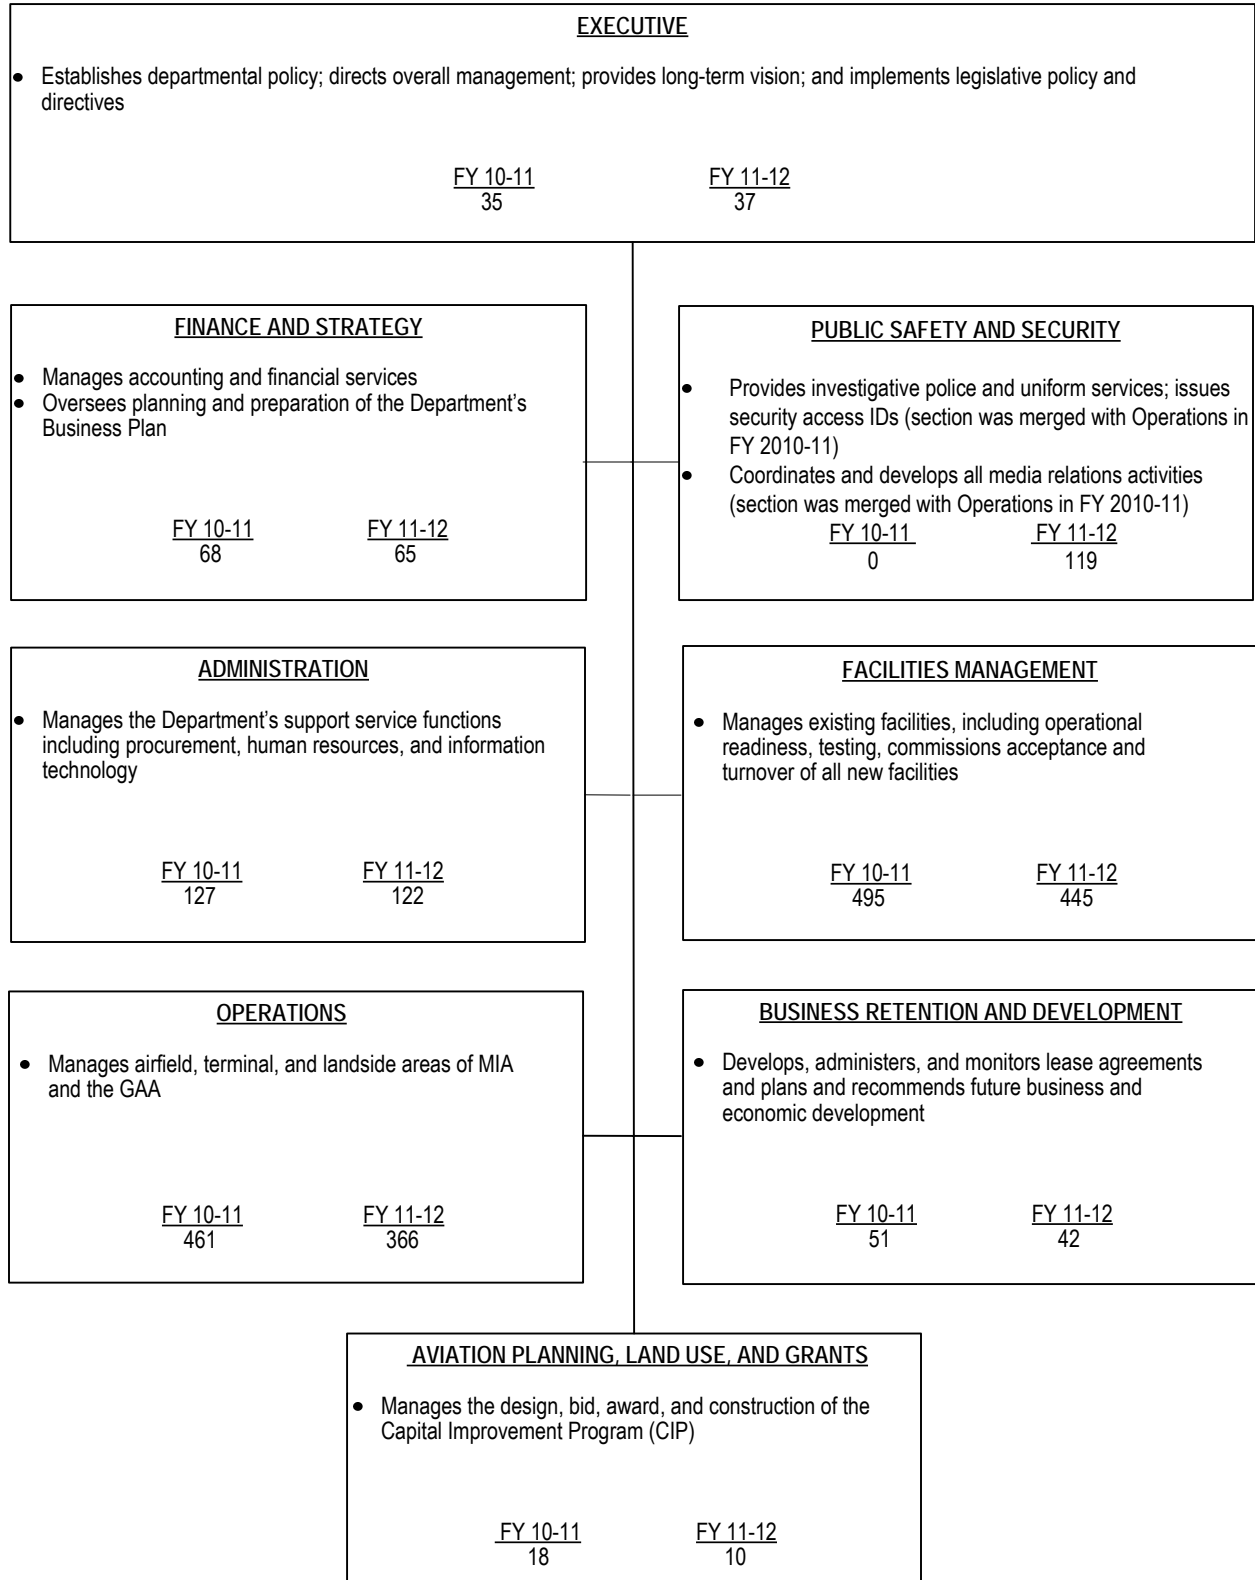 EXECUTIVE
• Establishes departmental policy; directs overall management; provides long-term vision; and implements legislative policy and
directives
FY 10-11 FY 11-12
35 37
FINANCE AND STRATEGY
• Manages accounting and financial services
• Oversees planning and preparation of the Department’s
Business Plan
FY 10-11 FY 11-12
68 65
PUBLIC SAFETY AND SECURITY
• Provides investigative police and uniform services; issues
security access IDs (section was merged with Operations in
FY 2010-11)
• Coordinates and develops all media relations activities
(section was merged with Operations in FY 2010-11)
FY 10-11 FY 11-12
0 119
ADMINISTRATION
• Manages the Department’s support service functions
including procurement, human resources, and information
technology
FY 10-11 FY 11-12
127 122
FACILITIES MANAGEMENT
• Manages existing facilities, including operational
readiness, testing, commissions acceptance and
turnover of all new facilities
FY 10-11 FY 11-12
495 445
OPERATIONS
• Manages airfield, terminal, and landside areas of MIA
and the GAA
FY 10-11 FY 11-12
461 366
BUSINESS RETENTION AND DEVELOPMENT
• Develops, administers, and monitors lease agreements
and plans and recommends future business and
economic development
FY 10-11 FY 11-12
51 42
AVIATION PLANNING, LAND USE, AND GRANTS
• Manages the design, bid, award, and construction of the
Capital Improvement Program (CIP)
FY 10-11 FY 11-12
18 10